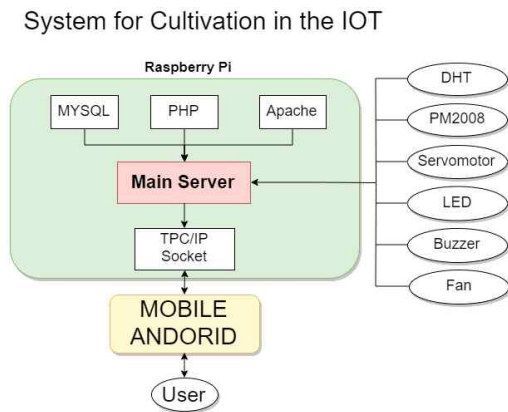 System for Cultivation in the IOT
Raspberry Pi
MYSQL
PHP
Apache
Main Server
TPC/IP
Socket
MOBILE
ANDORID
User
DHT
PM2008
Servomotor
LED
Buzzer
Fan